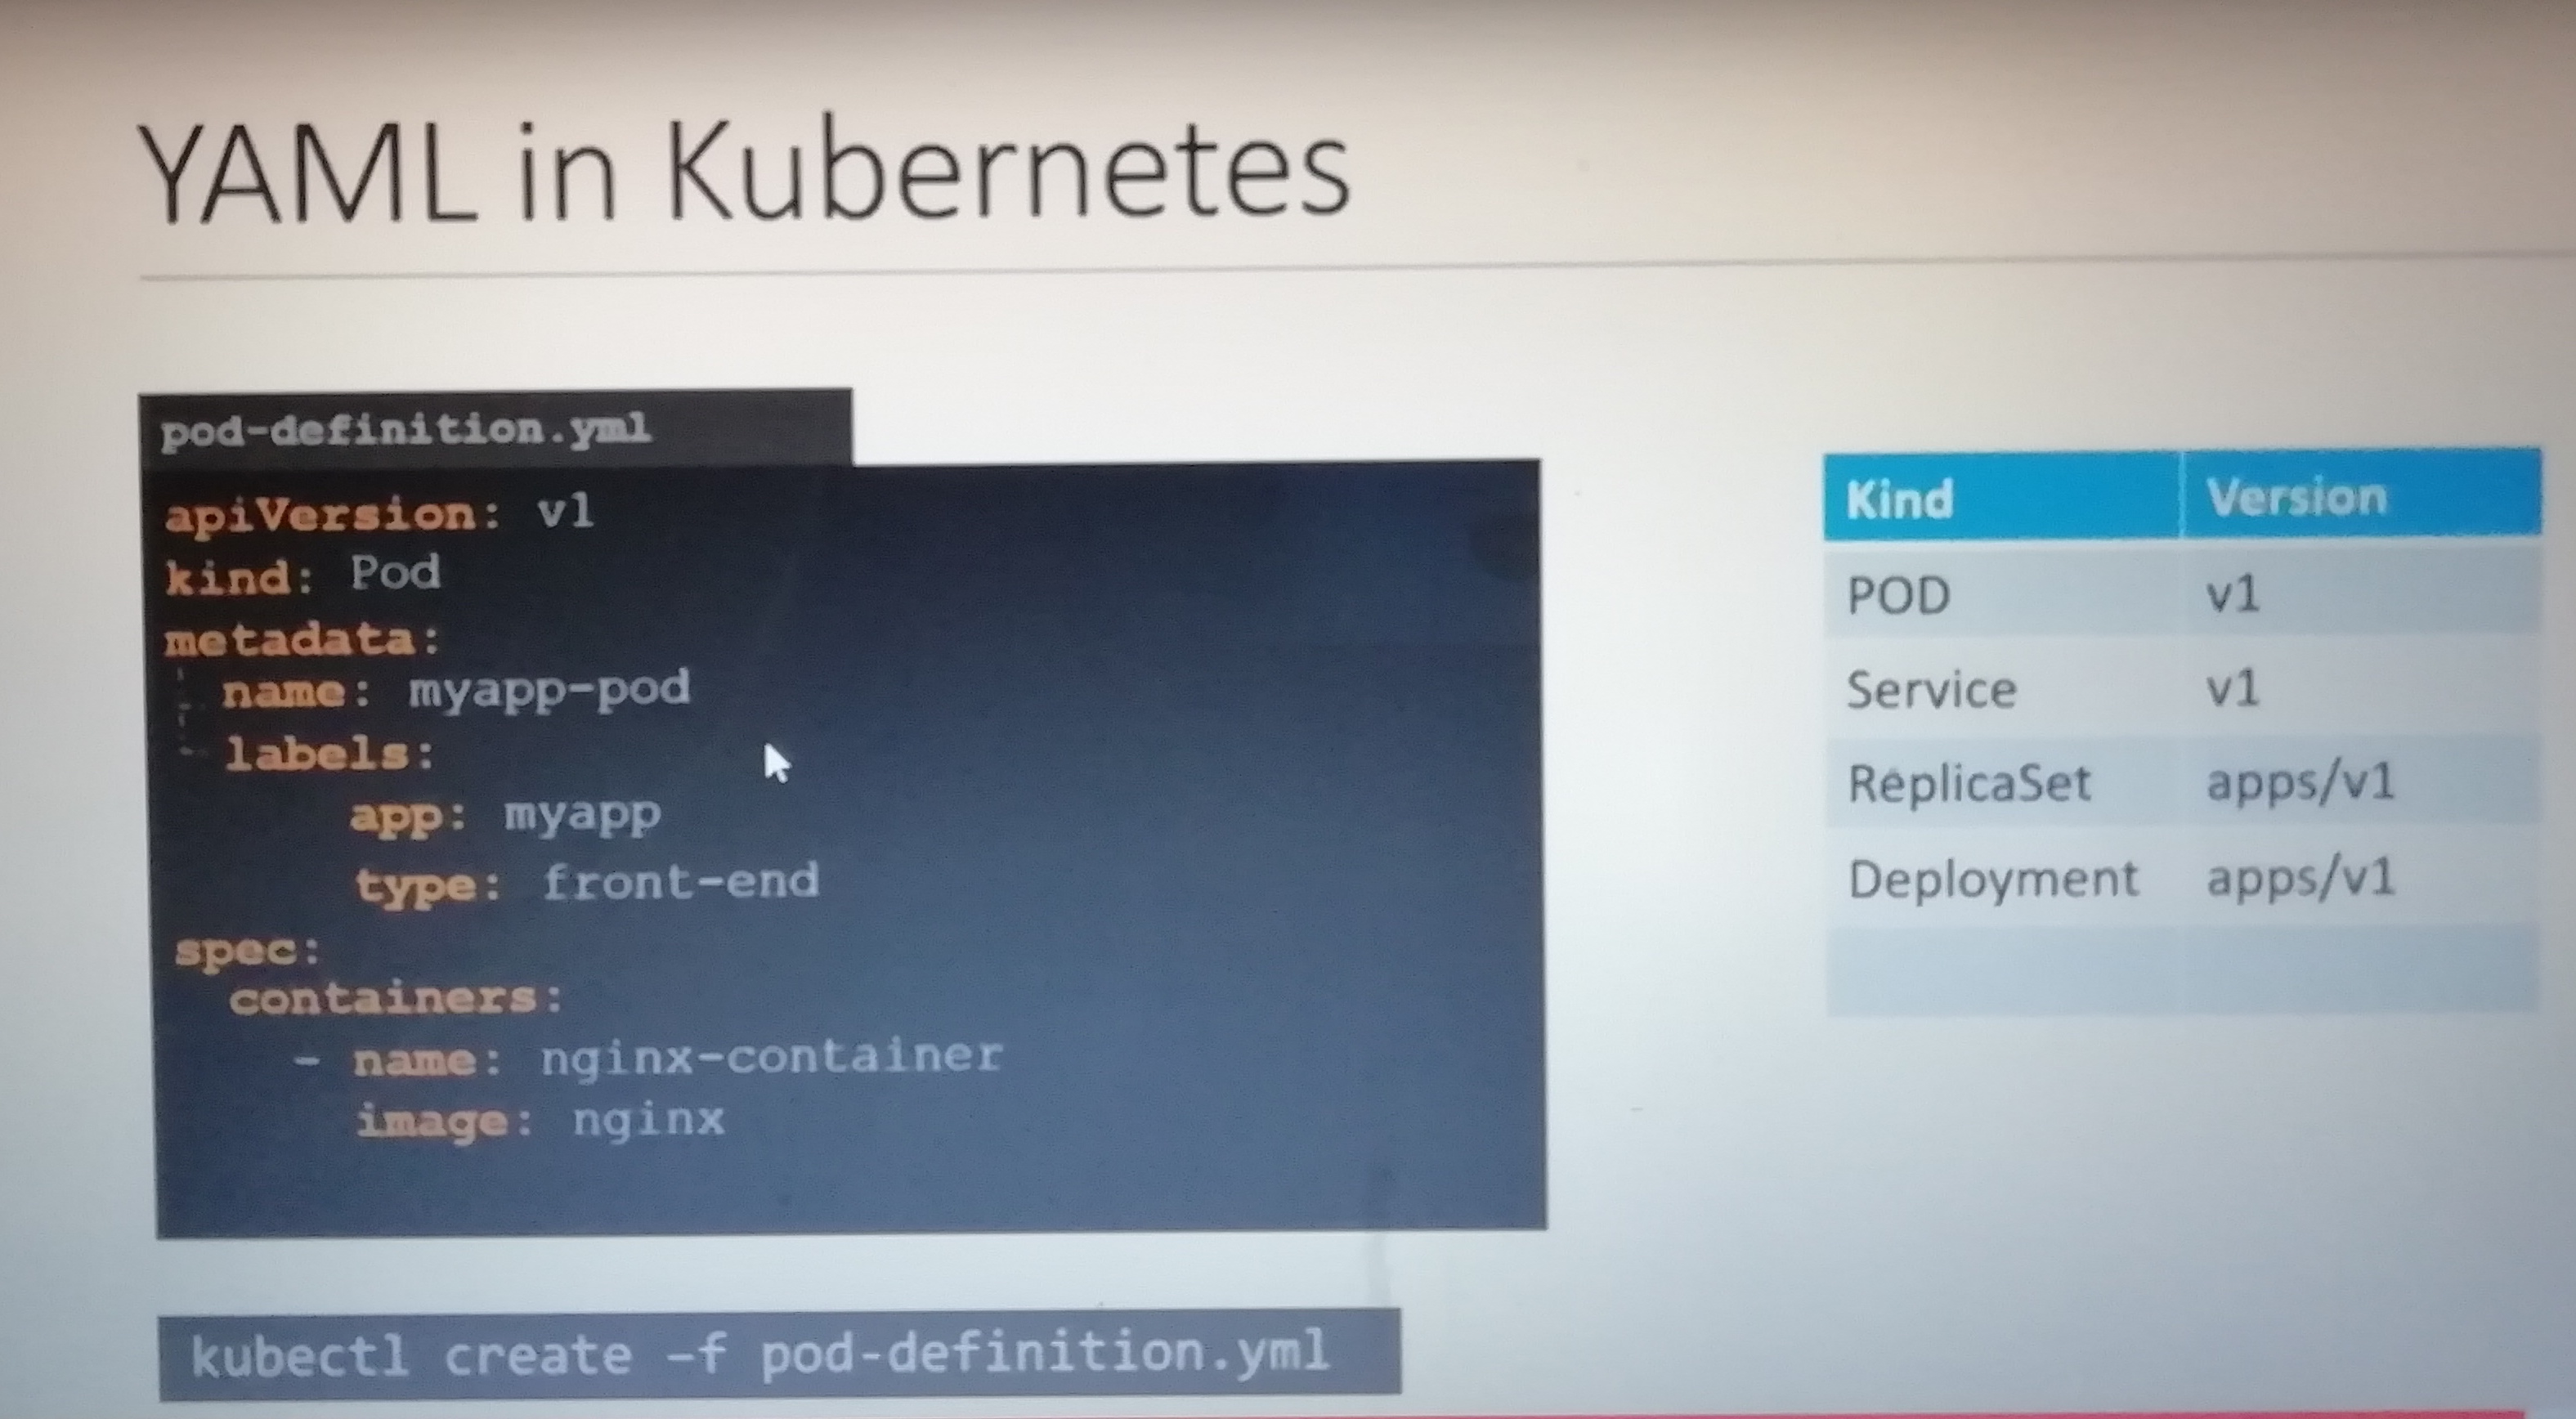 YAML in Kubernetes
pod-definition.yml
apiVersion: v1
kind: Pod
metadata:
name: myapp-pod
labels:
app: myapp
type: front-end
spec:
containers:
- name: nginx-container
image: nginx
kubectl create -f pod-definition.yml
Kind Version
POD v1
Service v1
ReplicaSet apps/v1
Deployment apps/v1